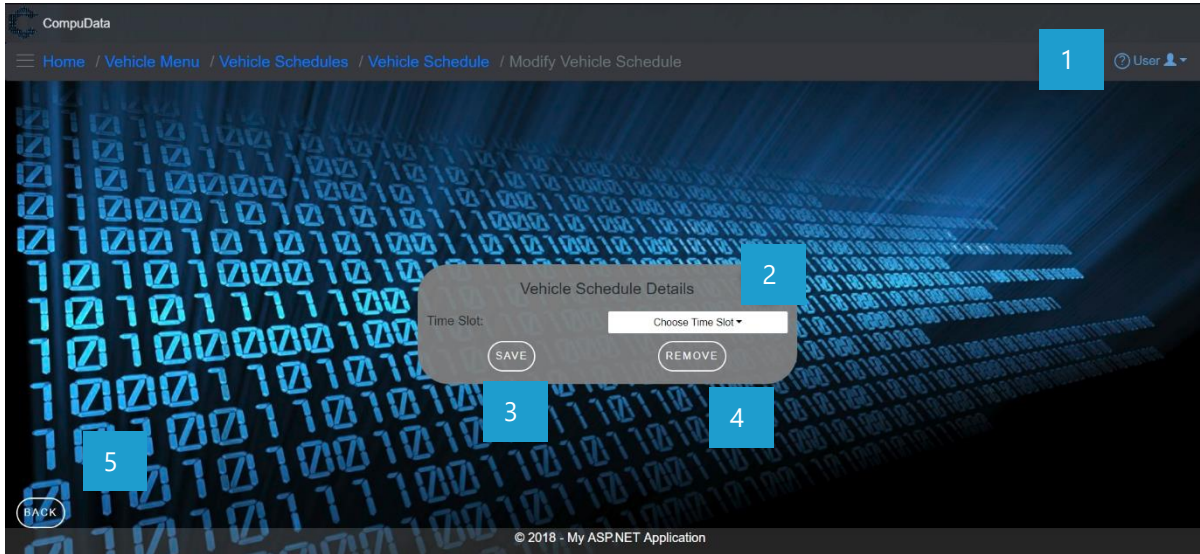 CompuData
Home / Vehicle Menu / Vehicle Schedules / Vehicle Schedule / Modify Vehicle Schedule
1
User
2
Vehicle Schedule Details
Time Slot: Choose Time Slot
SAVE REMOVE
3
4
5
BACK
© 2018 - My ASP.NET Application